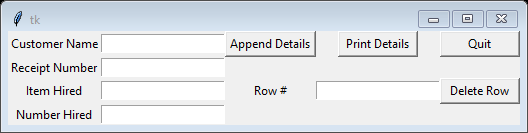 tk
Customer Name Append Details Print Details Quit
Receipt Number
Item Hired Row # Delete Row
Number Hired